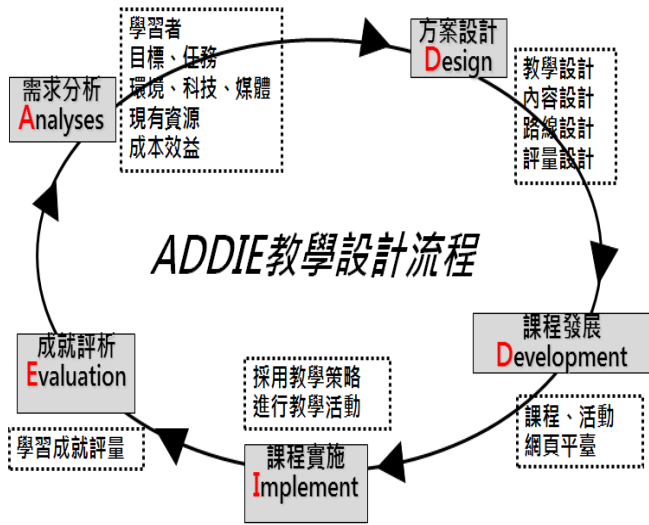 需求分析
Analyses
學習者
目標、任務
環境、科技、媒體
現有資源
成本效益
方案設計
Design
教學設計
內容設計
路線設計
評量設計
ADDIE教學設計流程
課程發展
Development
課程、活動
網頁平臺
採用教學策略
進行教學活動
課程實施
Implement
成就評析
Evaluation
學習成就評量